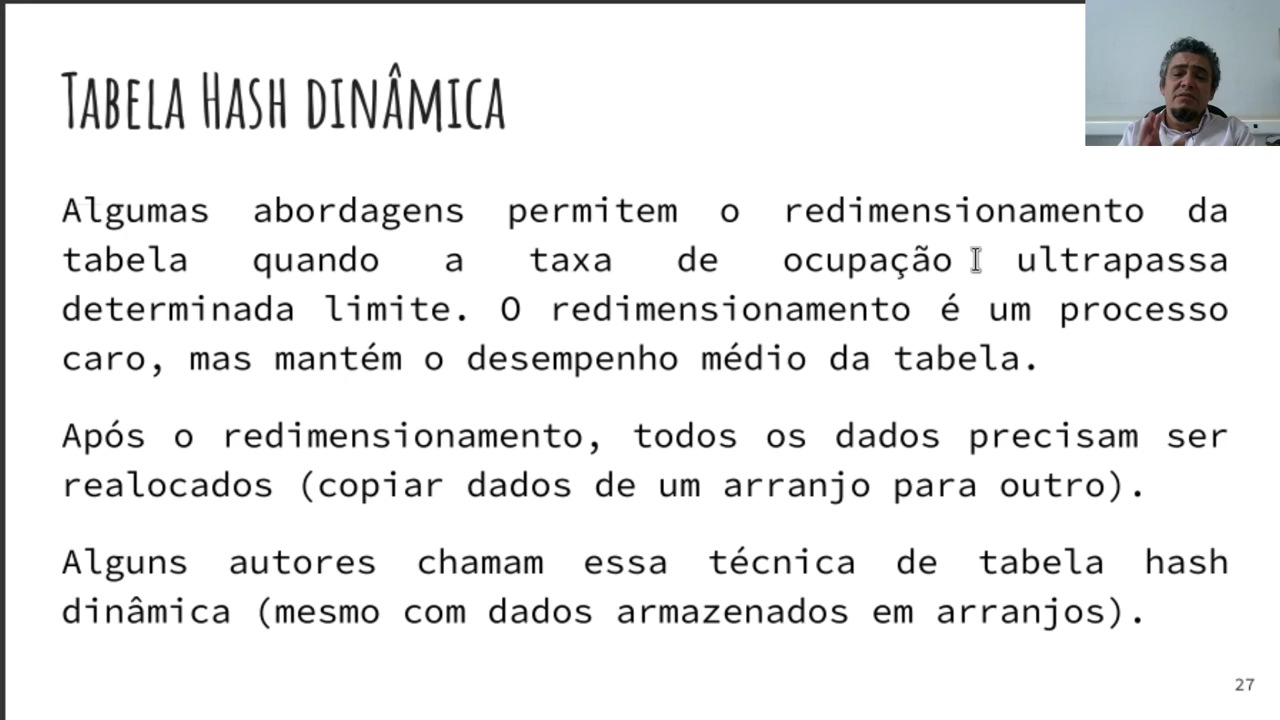 Tabela Hash dinâmica
Algumas abordagens permitem o redimensionamento da
tabela quando a taxa de ocupação ultrapassa
determinada limite. O redimensionamento é um processo
caro, mas mantém o desempenho médio da tabela.
Após o redimensionamento, todos os dados precisam ser
realocados (copiar dados de um arranjo para outro).
Alguns autores chamam essa técnica de tabela hash
dinâmica (mesmo com dados armazenados em arranjos).
27